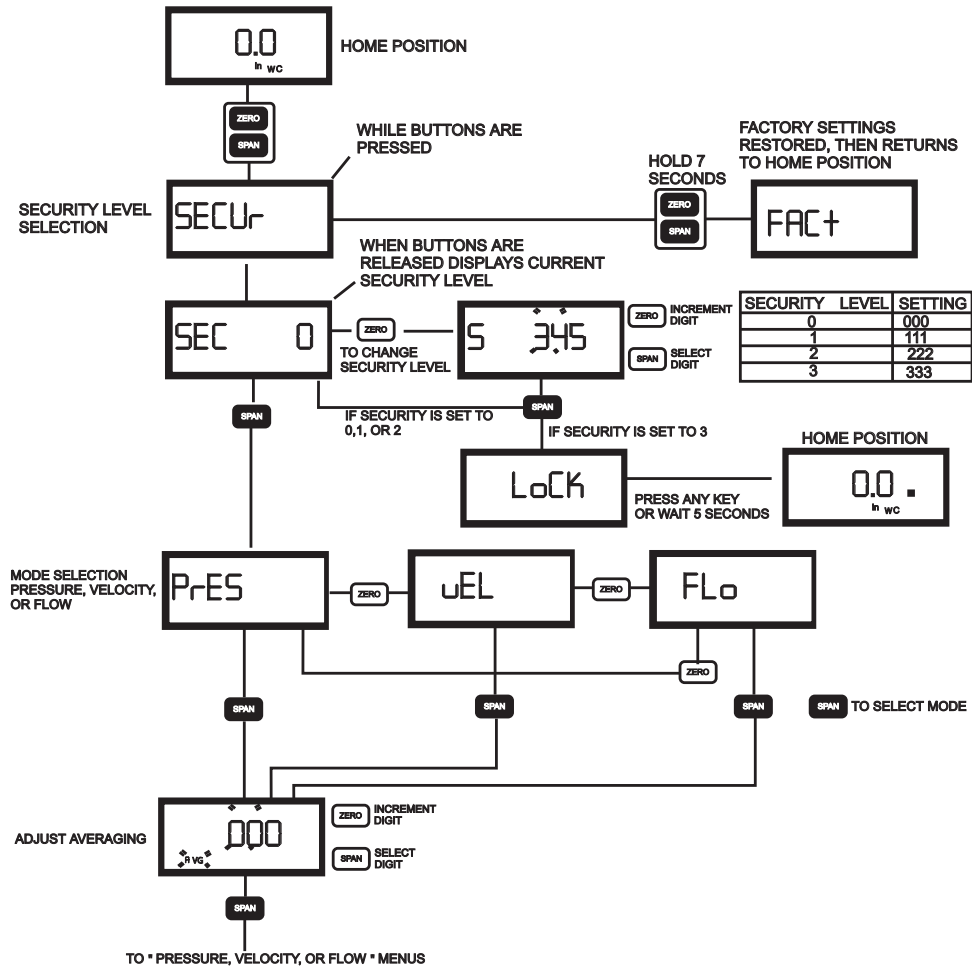 0.0
In WC
HOME POSITION
ZERO
SPAN
WHILE BUTTONS ARE
PRESSED
FACTORY SETTINGS
RESTORED, THEN RETURNS
TO HOME POSITION
HOLD 7
SECONDS
SECURITY LEVEL
SELECTION
SECUr
ZERO
SPAN
FACt
WHEN BUTTONS ARE
RELEASED DISPLAYS CURRENT
SECURITY LEVEL
SEC 0
ZERO
TO CHANGE
SECURITY LEVEL
S 345
ZERO INCREMENT
DIGIT
SPAN SELECT
DIGIT
SECURITY LEVEL SETTING
0 000
1 111
2 222
3 333
SPAN
IF SECURITY IS SET TO
0,1, OR 2
SPAN
IF SECURITY IS SET TO 3
LoCK
PRESS ANY KEY
OR WAIT 5 SECONDS
HOME POSITION
0.0
In WC
MODE SELECTION
PRESSURE, VELOCITY,
OR FLOW
PrES
ZERO
uEL
ZERO
FLo
ZERO
SPAN
SPAN
SPAN
SPAN TO SELECT MODE
ADJUST AVERAGING
000
A VG
ZERO INCREMENT
DIGIT
SPAN SELECT
DIGIT
SPAN
TO " PRESSURE, VELOCITY, OR FLOW " MENUS